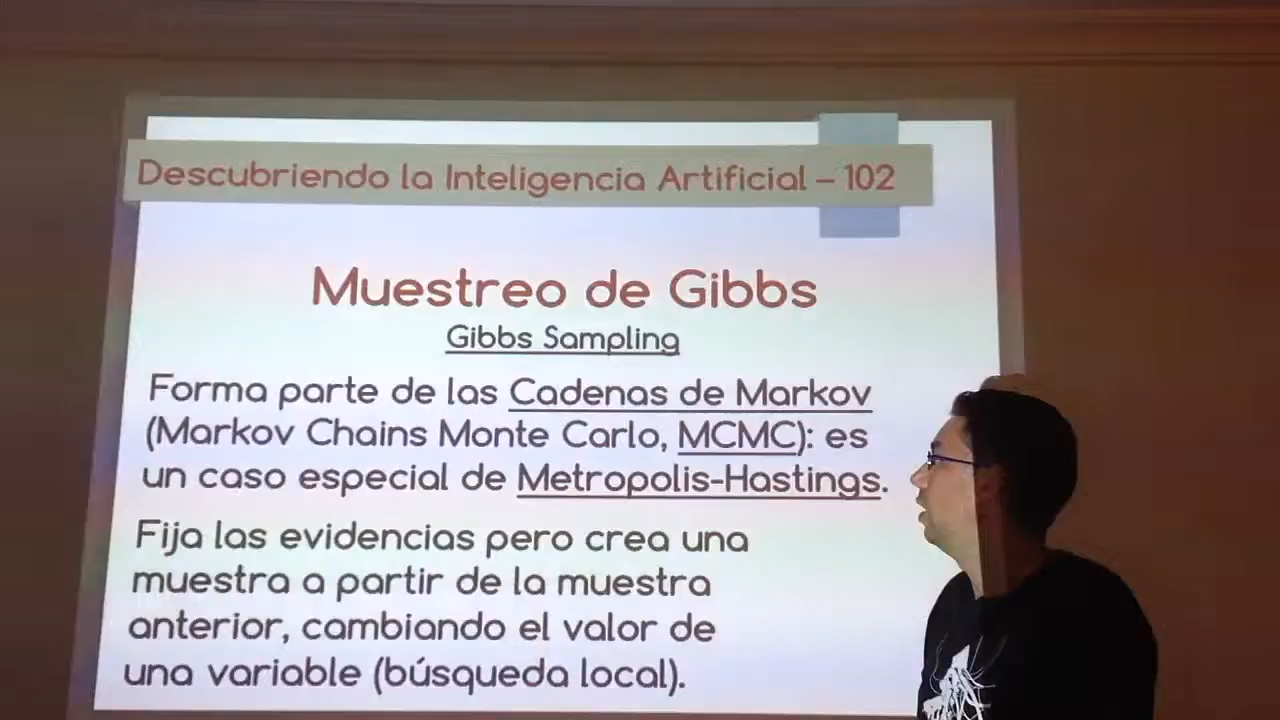 Descubriendo la Inteligencia Artificial – 102
Muestreo de Gibbs
Gibbs Sampling
Forma parte de las Cadenas de Markov
(Markov Chains Monte Carlo, MCMC): es
un caso especial de Metropolis-Hastings.
Fija las evidencias pero crea una
muestra a partir de la muestra
anterior, cambiando el valor de
una variable (búsqueda local).